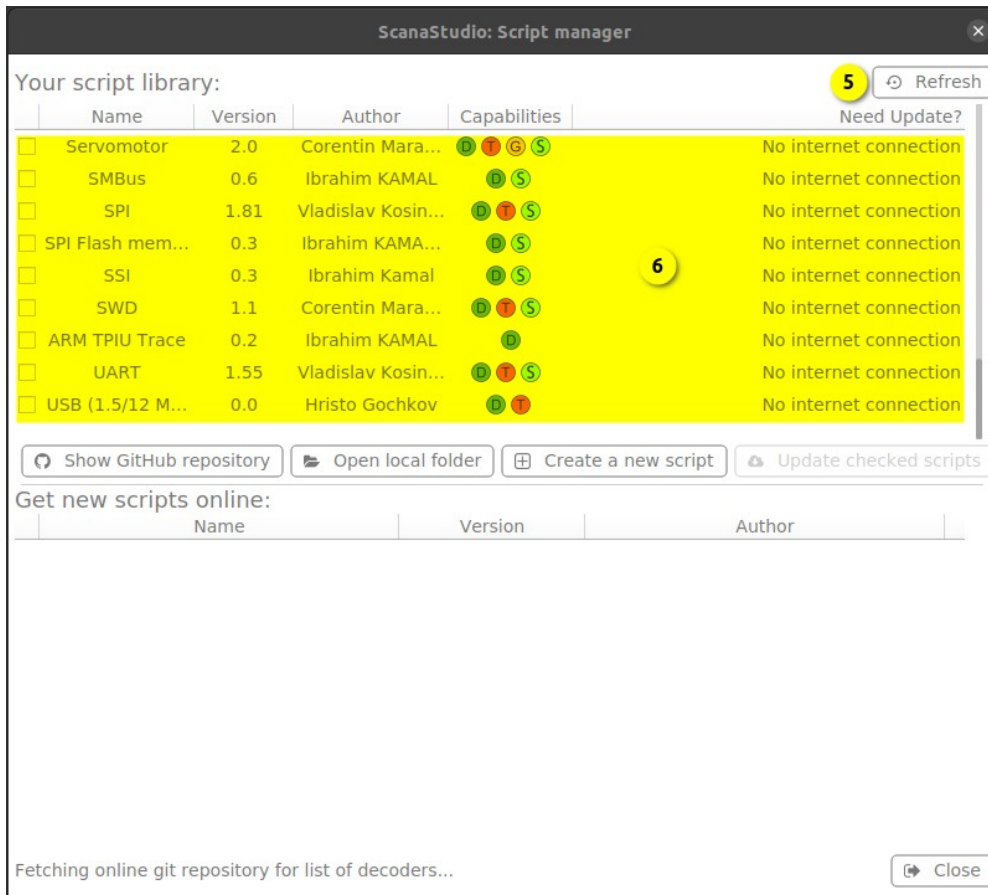 ScanaStudio: Script manager
Your script library: 5 Refresh
Name Version Author Capabilities Need Update?
Servomotor 2.0 Corentin Mara... D T G S No internet connection
SMBus 0.6 Ibrahim KAMAL D S No internet connection
SPI 1.81 Vladislav Kosin... D T S No internet connection
SPI Flash mem... 0.3 Ibrahim KAMA... D S No internet connection
SSI 0.3 Ibrahim Kamal D S No internet connection
6
SWD 1.1 Corentin Mara... D T S No internet connection
ARM TPIU Trace 0.2 Ibrahim KAMAL D No internet connection
UART 1.55 Vladislav Kosin... D T S No internet connection
USB (1.5/12 M... 0.0 Hristo Gochkov D T No internet connection
Show GitHub repository Open local folder Create a new script Update checked scripts
Get new scripts online:
Name Version Author
Fetching online git repository for list of decoders... Close